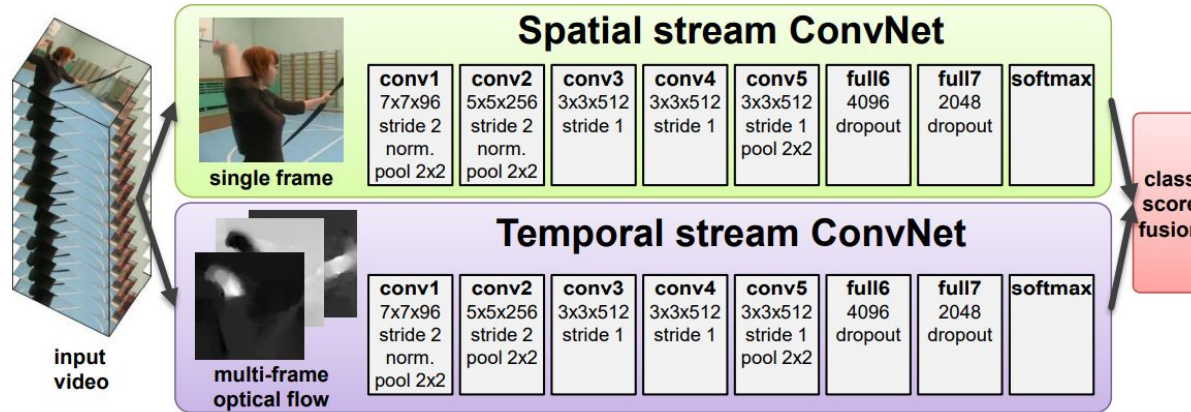 Spatial stream ConvNet
conv1
7x7x96
stride 2
norm.
pool 2x2
conv2
5x5x256
stride 2
norm.
pool 2x2
conv3
3x3x512
stride 1
conv4
3x3x512
stride 1
conv5
3x3x512
stride 1
pool 2x2
full6
4096
dropout
full7
2048
dropout
softmax
single frame
Temporal stream ConvNet
conv1
7x7x96
stride 2
norm.
pool 2x2
conv2
5x5x256
stride 2
pool 2x2
conv3
3x3x512
stride 1
conv4
3x3x512
stride 1
conv5
3x3x512
stride 1
pool 2x2
full6
4096
dropout
full7
2048
dropout
softmax
multi-frame
optical flow
input
video
class
score
fusion